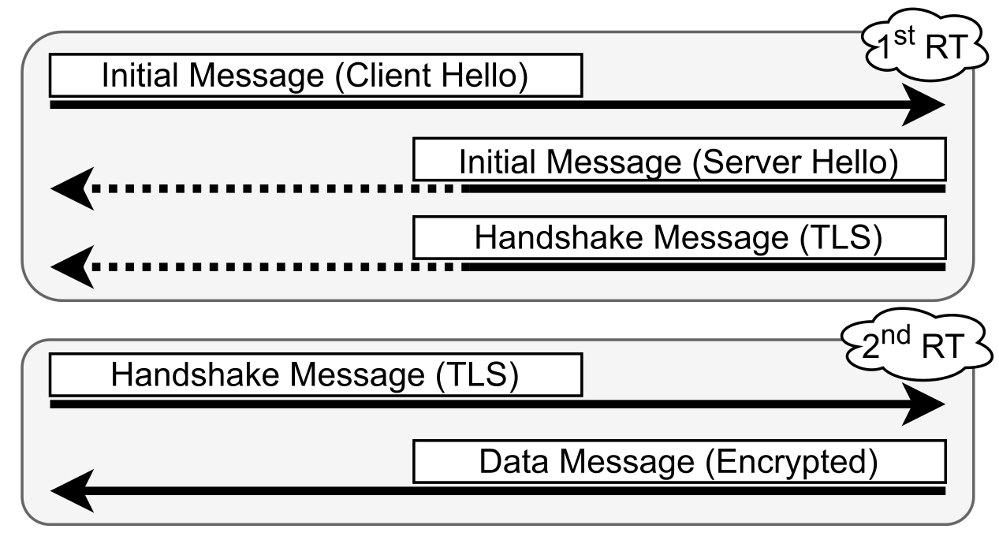 1st RT
Initial Message (Client Hello)
Initial Message (Server Hello)
Handshake Message (TLS)
2nd RT
Handshake Message (TLS)
Data Message (Encrypted)